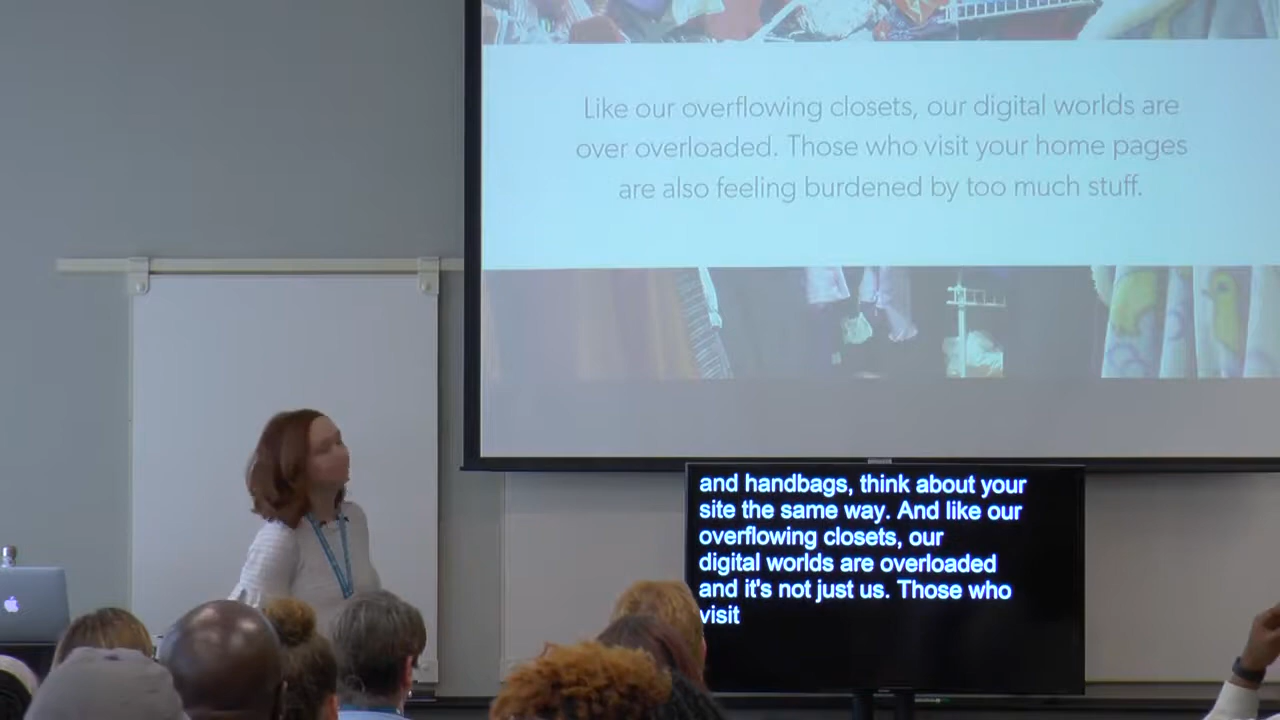 Like our overflowing closets, our digital worlds are
over overloaded. Those who visit your home pages
are also feeling burdened by too much stuff.
and handbags, think about your
site the same way. And like our
overflowing closets, our
digital worlds are overloaded
and it's not just us. Those who
visit